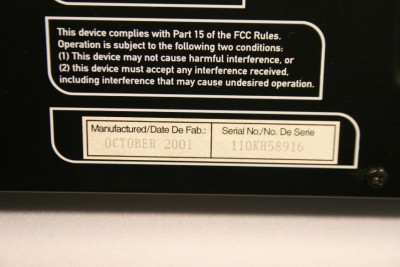 This device complies with Part 15 of the FCC Rules.
Operation is subject to the following two conditions:
(1) This device may not cause harmful interference, or
(2) this device must accept any interference received,
including interference that may cause undesired operation.
Manufactured/Date De Fab.:
OCTOBER 2001
Serial No./No. De Serie
110KH58916